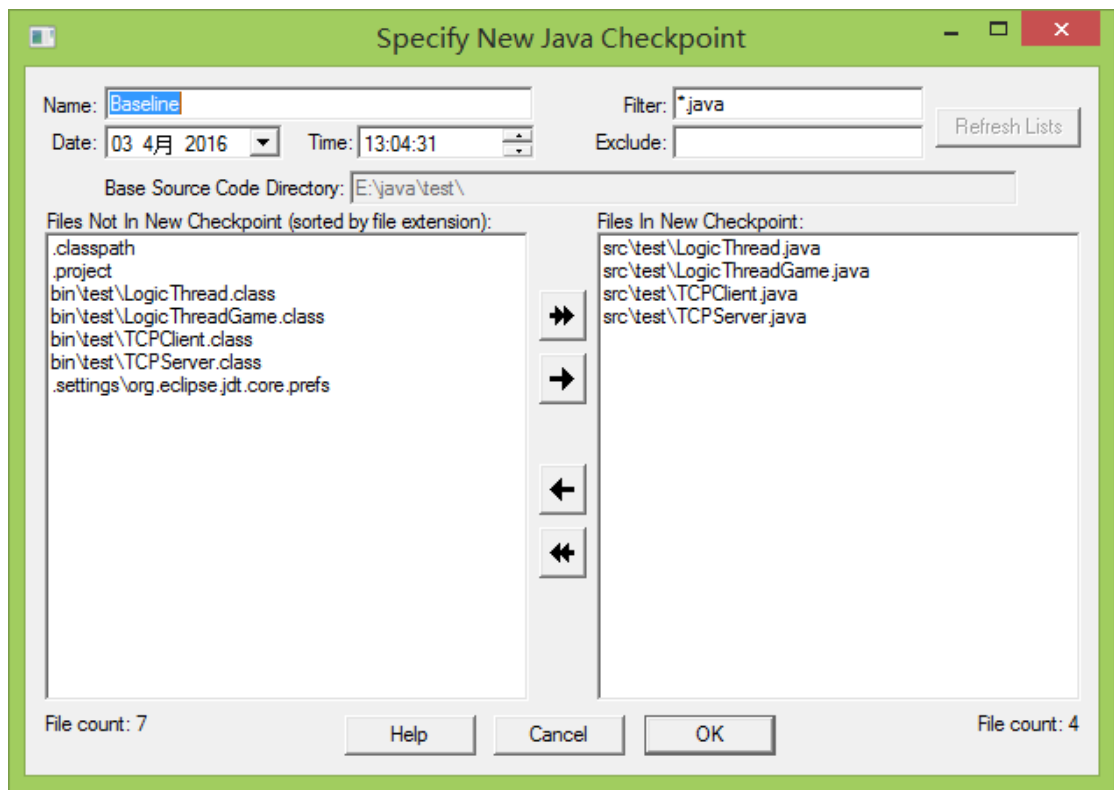 Specify New Java Checkpoint
Name: Baseline
Filter: *.java
Refresh Lists
Date: 03 4月 2016
Time: 13:04:31
Exclude:
Base Source Code Directory: E:\java\test\
Files Not In New Checkpoint (sorted by file extension):
.classpath
.project
bin\test\LogicThread.class
bin\test\LogicThreadGame.class
bin\test\TCPClient.class
bin\test\TCPServer.class
.settings\org.eclipse.jdt.core.prefs
Files In New Checkpoint:
src\test\LogicThread.java
src\test\LogicThreadGame.java
src\test\TCPClient.java
src\test\TCPServer.java
File count: 7
Help
Cancel
OK
File count: 4